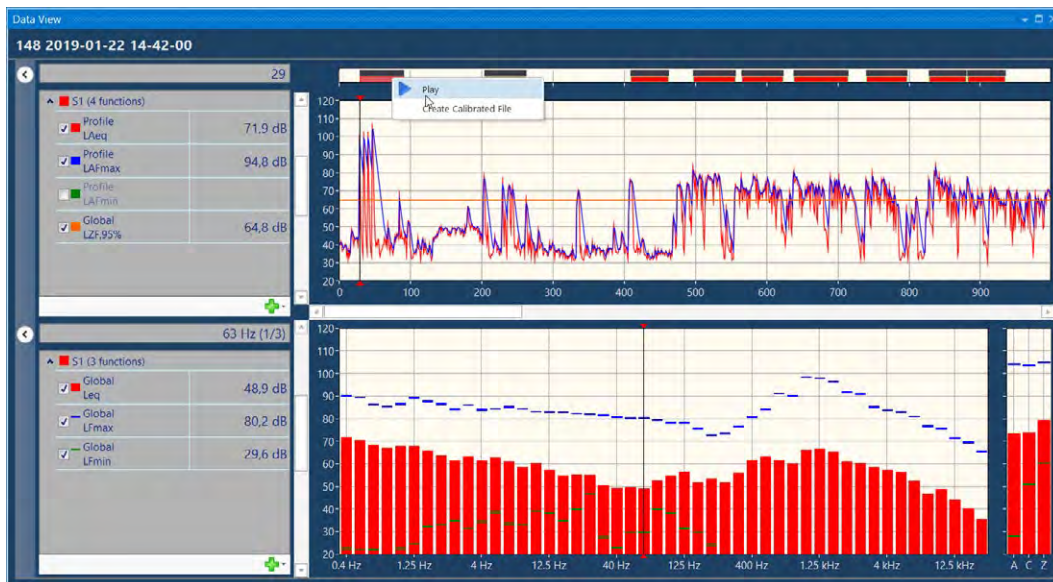 Data View
148 2019-01-22 14-42-00
29
S1 (4 functions)
Profile
LAeq
71,9 dB
Profile
LAFmax
94,8 dB
Profile
LAFmin
Global
LZF,95%
64,8 dB
Play
Create Calibrated File
120
110
100
90
80
70
60
50
40
30
20
0 100 200 300 400 500 600 700 800 900
63 Hz (1/3)
S1 (3 functions)
Global
Leq
48,9 dB
Global
LFmax
80,2 dB
Global
LFmin
29,6 dB
120
110
100
90
80
70
60
50
40
30
20
0.4 Hz 1.25 Hz 4 Hz 12.5 Hz 40 Hz 125 Hz 400 Hz 1.25 kHz 4 kHz 12.5 kHz A C Z